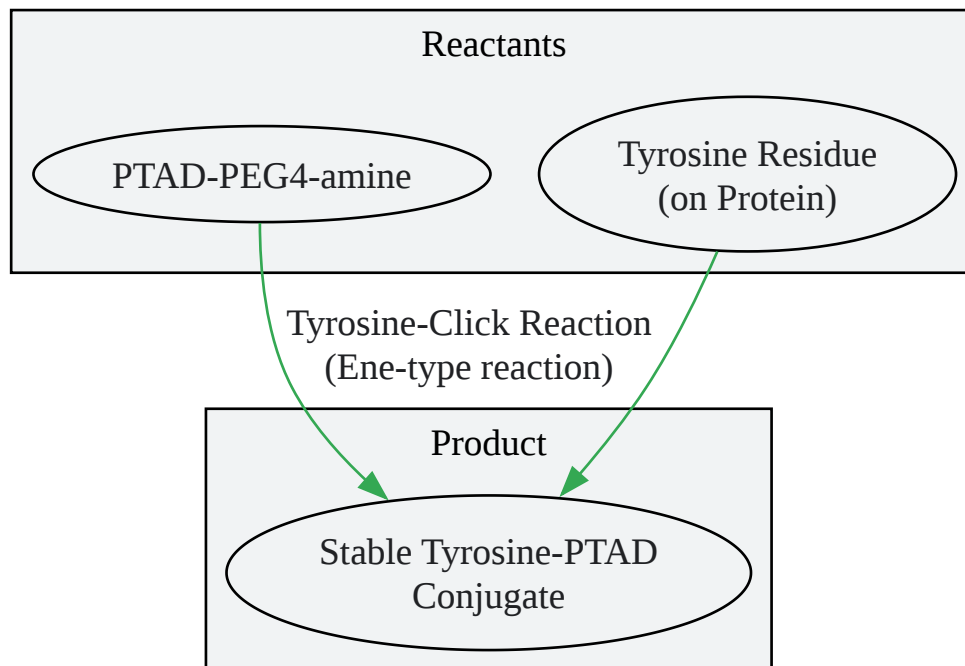 Reactants
PTAD-PEG4-amine
Tyrosine Residue
(on Protein)
Tyrosine-Click Reaction
(Ene-type reaction)
Product
Stable Tyrosine-PTAD
Conjugate